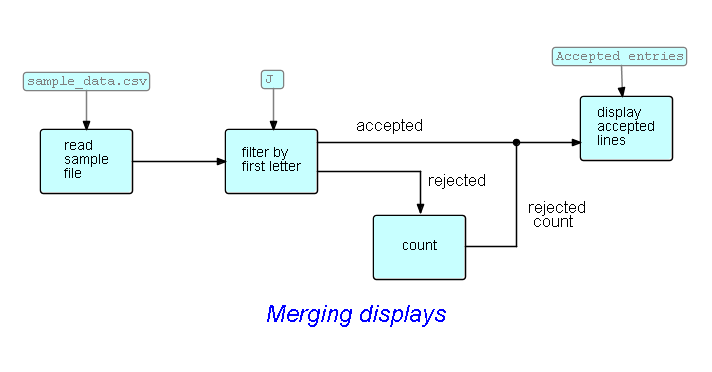 Accepted entries
sample_data.csv
J
read
sample
file
filter by
first letter
accepted
display
accepted
lines
rejected
rejected
count
count
Merging displays